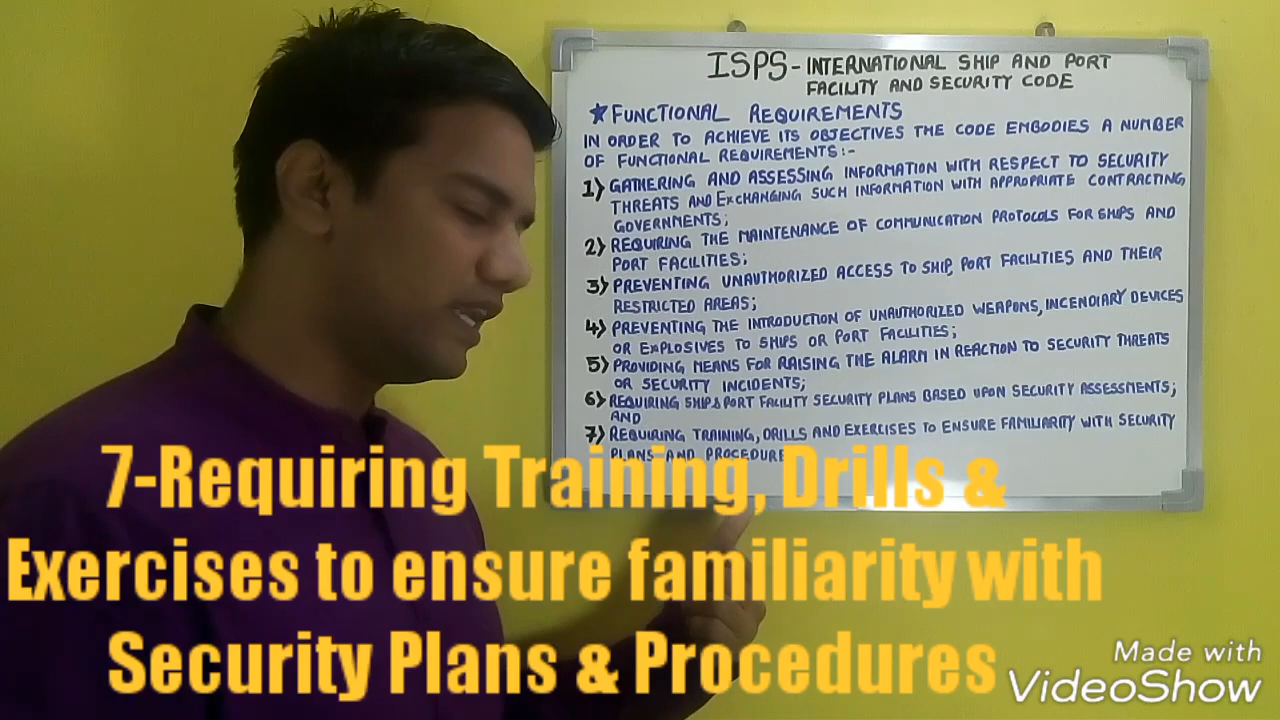 ISPS - INTERNATIONAL SHIP AND PORT
FACILITY AND SECURITY CODE
★ FUNCTIONAL REQUIREMENTS
IN ORDER TO ACHIEVE ITS OBJECTIVES THE CODE EMBODIES A NUMBER
OF FUNCTIONAL REQUIREMENTS:-
1) GATHERING AND ASSESSING INFORMATION WITH RESPECT TO SECURITY
THREATS AND EXCHANGING SUCH INFORMATION WITH APPROPRIATE CONTRACTING
GOVERNMENTS;
2) REQUIRING THE MAINTENANCE OF COMMUNICATION PROTOCOLS FOR SHIPS AND
PORT FACILITIES;
3) PREVENTING UNAUTHORIZED ACCESS TO SHIP, PORT FACILITIES AND THEIR
RESTRICTED AREAS;
4) PREVENTING THE INTRODUCTION OF UNAUTHORIZED WEAPONS, INCENDIARY DEVICES
OR EXPLOSIVES TO SHIPS OR PORT FACILITIES;
5) PROVIDING MEANS FOR RAISING THE ALARM IN REACTION TO SECURITY THREATS
OR SECURITY INCIDENTS;
6) REQUIRING SHIP & PORT FACILITY SECURITY PLANS BASED UPON SECURITY ASSESSMENTS;
AND
7) REQUIRING TRAINING, DRILLS AND EXERCISES TO ENSURE FAMILIARITY WITH SECURITY
PLANS AND PROCEDURE
7-Requiring Training, Drills &
Exercises to ensure familiarity with
Security Plans & Procedures
Made with
VideoShow